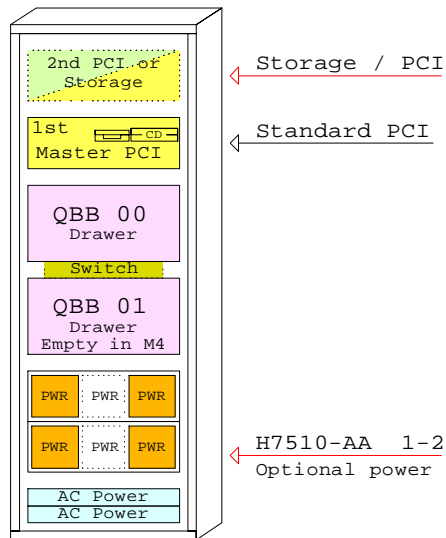 2nd PCI or
Storage
Storage / PCI
1st
CD
Master PCI
Standard PCI
QBB 00
Drawer
Switch
QBB 01
Drawer
Empty in M4
PWR PWR PWR
PWR PWR PWR
H7510-AA 1-2
Optional power
AC Power
AC Power